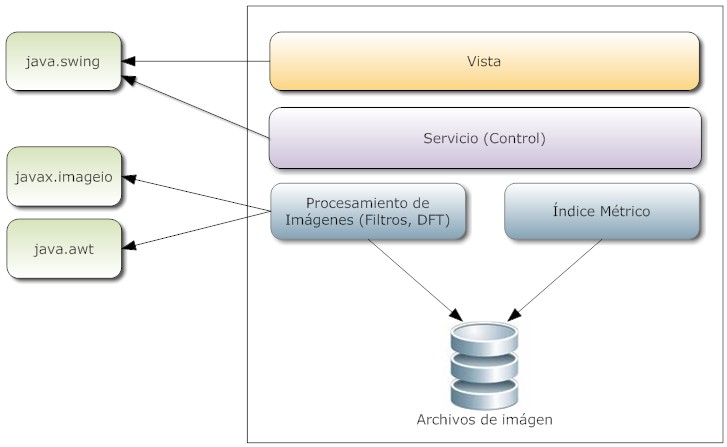 java.swing
Vista
Servicio (Control)
javax.imageio
Procesamiento de
Imágenes (Filtros, DFT)
Índice Métrico
java.awt
Archivos de imágen